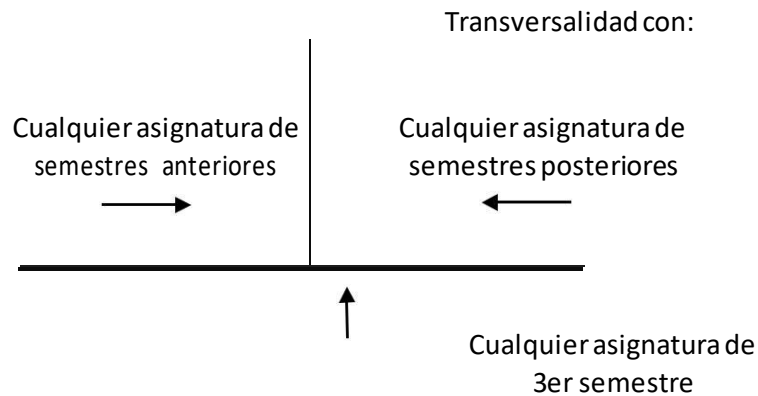 Transversalidad con:
Cualquier asignatura de
semestres anteriores
Cualquier asignatura de
semestres posteriores
Cualquier asignatura de
3er semestre